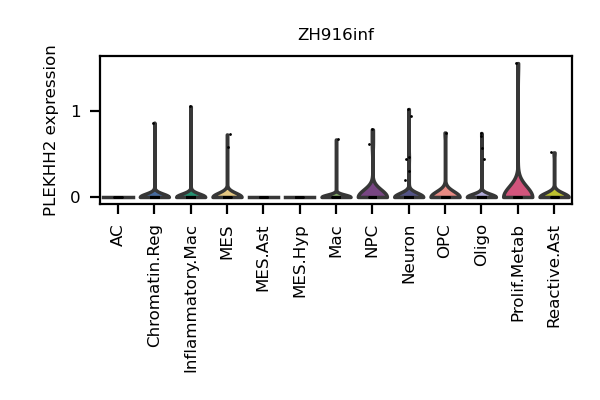 ZH916inf
PLEKHH2 expression
1
0
AC
Chromatin.Reg
Inflammatory.Mac
MES
MES.Ast
MES.Hyp
Mac
NPC
Neuron
OPC
Oligo
Prolif.Metab
Reactive.Ast